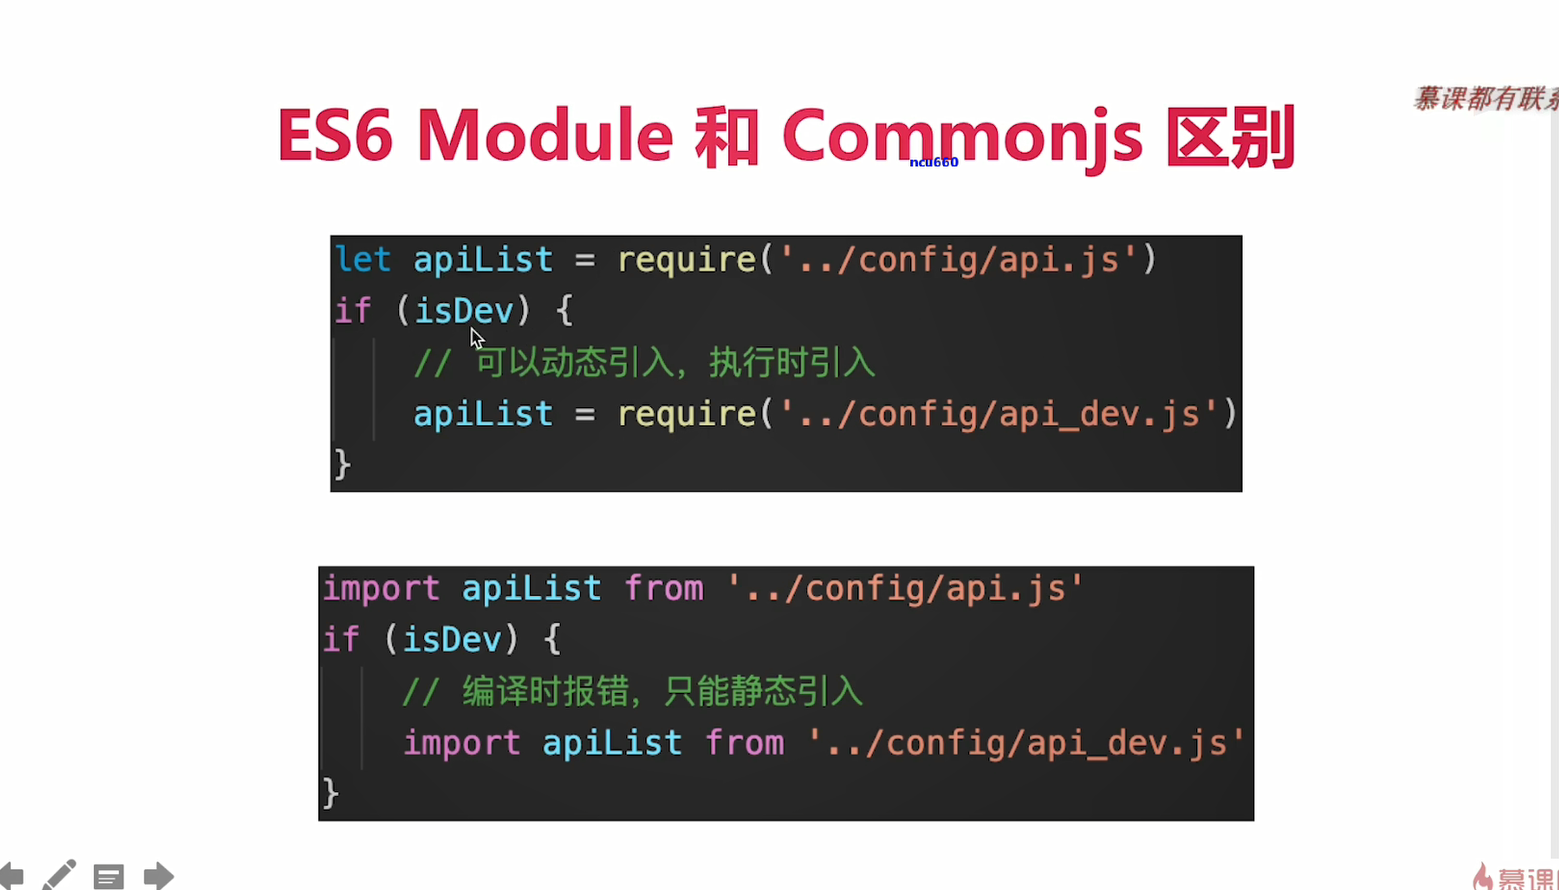 慕课都有联系
ES6 Module 和 Commonjs 区别
ncu660
let apiList = require('../config/api.js')
if (isDev) {
// 可以动态引入，执行时引入
apiList = require('../config/api_dev.js')
}
import apiList from '../config/api.js'
if (isDev) {
// 编译时报错，只能静态引入
import apiList from '../config/api_dev.js'
}
慕课